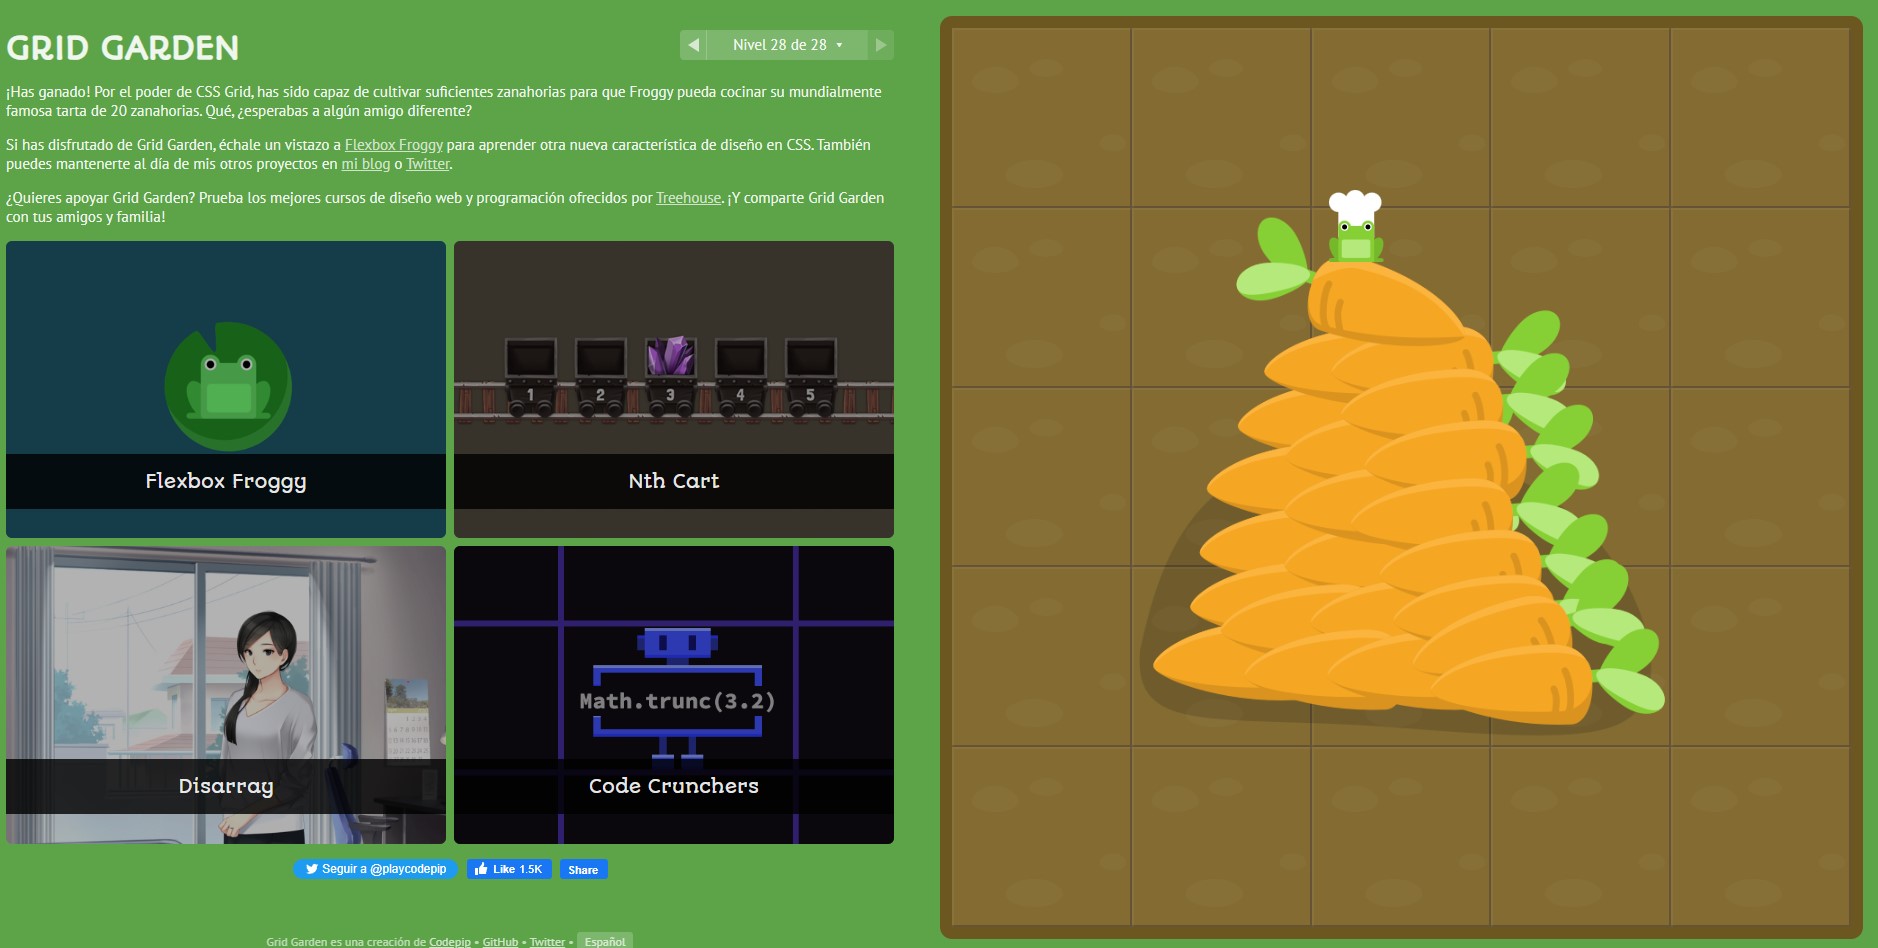 GRID GARDEN
Nivel 28 de 28
¡Has ganado! Por el poder de CSS Grid, has sido capaz de cultivar suficientes zanahorias para que Froggy pueda cocinar su mundialmente
famosa tarta de 20 zanahorias. Qué, ¿esperabas a algún amigo diferente?
Si has disfrutado de Grid Garden, échale un vistazo a Flexbox Froggy para aprender otra nueva característica de diseño en CSS. También
puedes mantenerte al día de mis otros proyectos en mi blog o Twitter.
¿Quieres apoyar Grid Garden? Prueba los mejores cursos de diseño web y programación ofrecidos por Treehouse. ¡Y comparte Grid Garden
con tus amigos y familia!
Flexbox Froggy
1 2 3 4 5
Nth Cart
Disarray
Math.trunc(3.2)
Code Crunchers
Seguir a @playcodepip
Like 1.5K
Share
Grid Garden es una creación de Codepip • GitHub • Twitter • Español